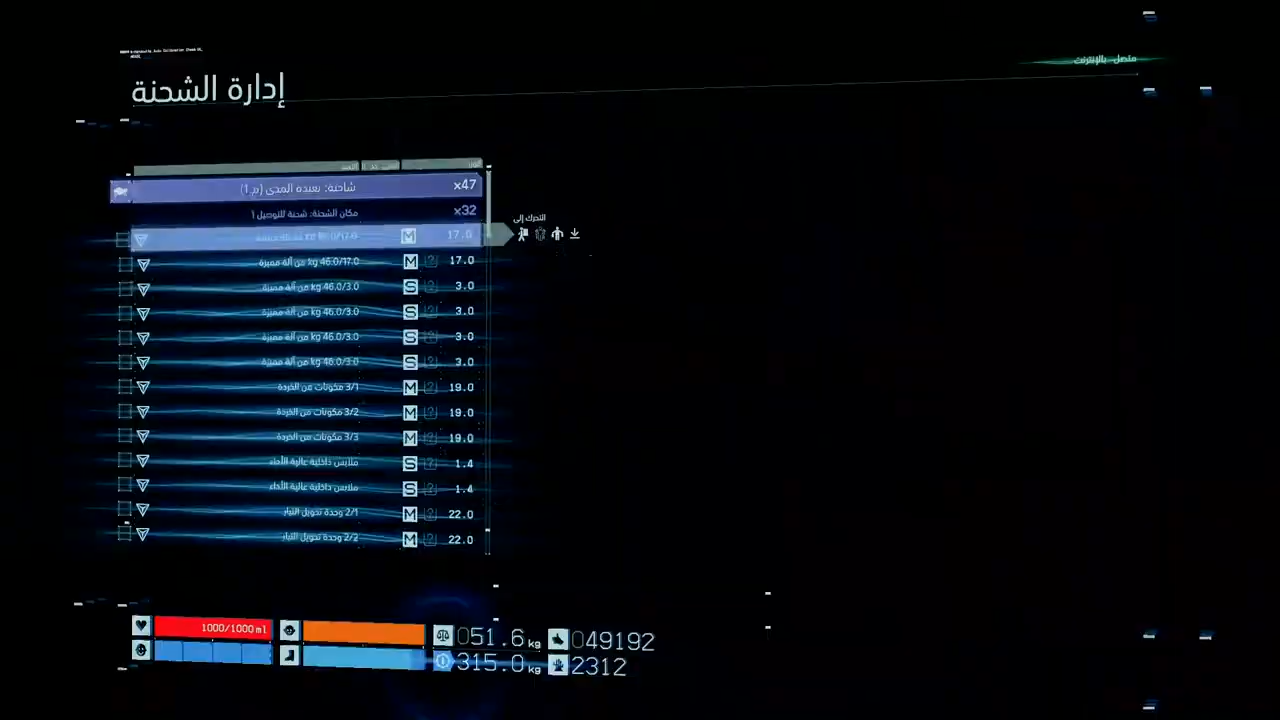 متصل بالإنترنت
إدارة الشحنة
الوزن
شاحنة: بعيدة المدى (م.1) x47
مكان الشحنة: شحنة للتوصيل 1 x32
التحرك إلى
M 17.0
46.0/17.0 kg من آلة مميزة M 17.0
46.0/3.0 kg من آلة مميزة S 3.0
46.0/3.0 kg من آلة مميزة S 3.0
46.0/3.0 kg من آلة مميزة S 3.0
46.0/3.0 kg من آلة مميزة S 3.0
3/1 مكونات من الخردة M 19.0
3/2 مكونات من الخردة M 19.0
3/3 مكونات من الخردة M 19.0
ملابس داخلية عالية الأداء S 1.4
ملابس داخلية عالية الأداء S 1.4
2/1 وحدة تحويل التيار M 22.0
2/2 وحدة تحويل التيار M 22.0
1000/1000 ml
051.6 kg 049192
315.0 kg 2312